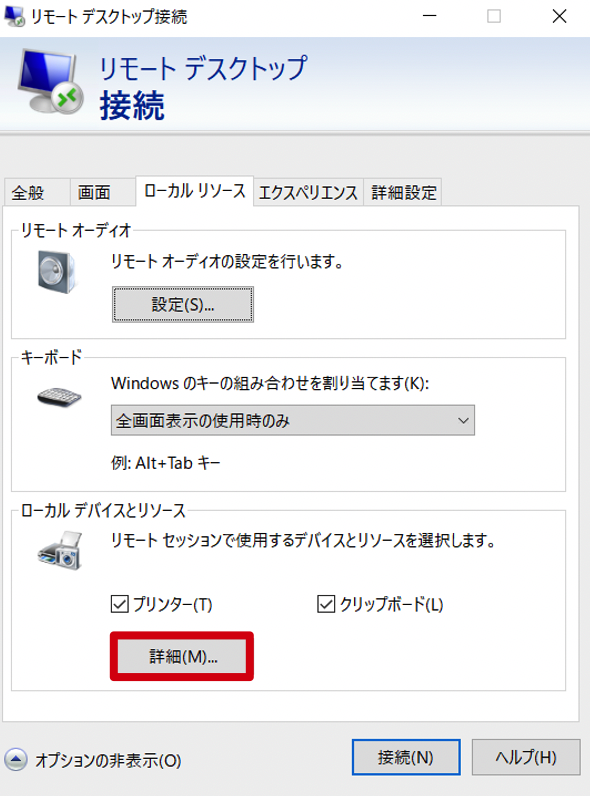 リモート デスクトップ接続
リモート デスクトップ
接続
全般 画面 ローカル リソース エクスペリエンス 詳細設定
リモート オーディオ
リモート オーディオの設定を行います。
設定(S)...
キーボード
Windows のキーの組み合わせを割り当てます(K):
全画面表示の使用時のみ
例: Alt+Tab キー
ローカル デバイスとリソース
リモート セッションで使用するデバイスとリソースを選択します。
プリンター(T) クリップボード(L)
詳細(M)...
オプションの非表示(O) 接続(N) ヘルプ(H)